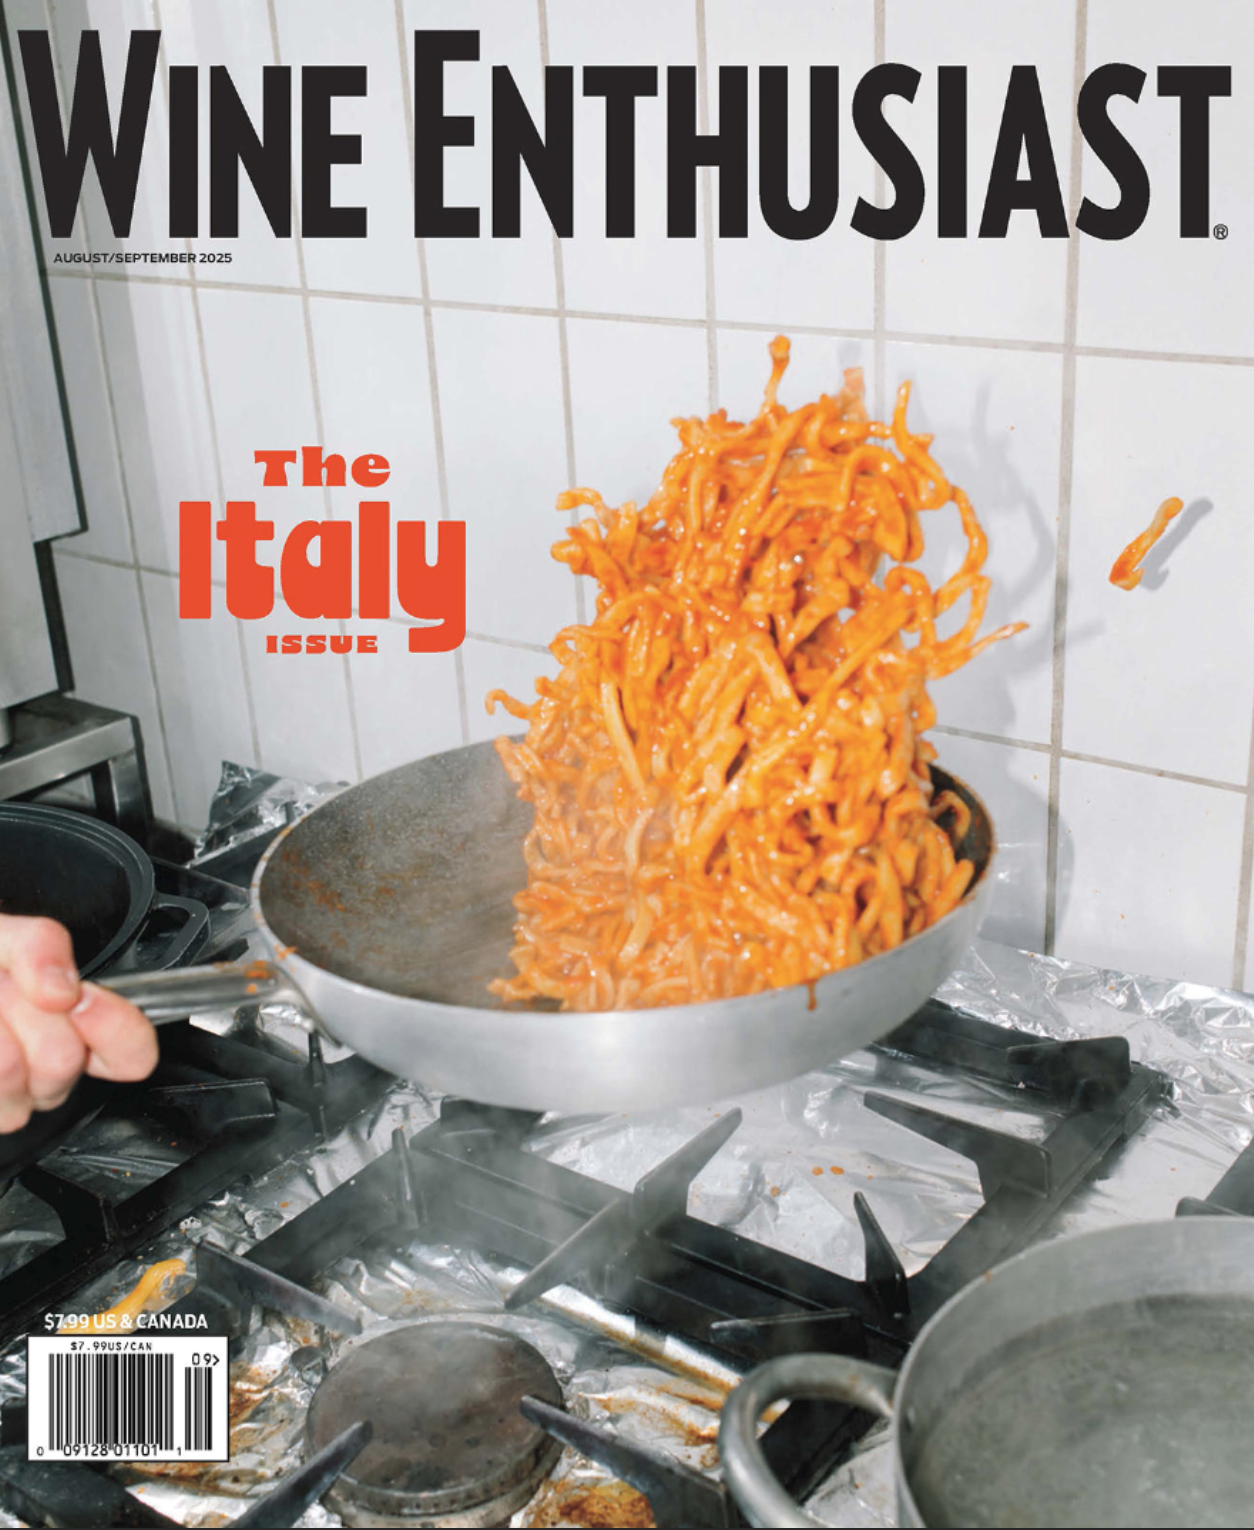 WINE ENTHUSIAST®
AUGUST/SEPTEMBER 2025
The
Italy
ISSUE
$7.99 US & CANADA
$7.99US/CAN
09>
0 09128 01101 1